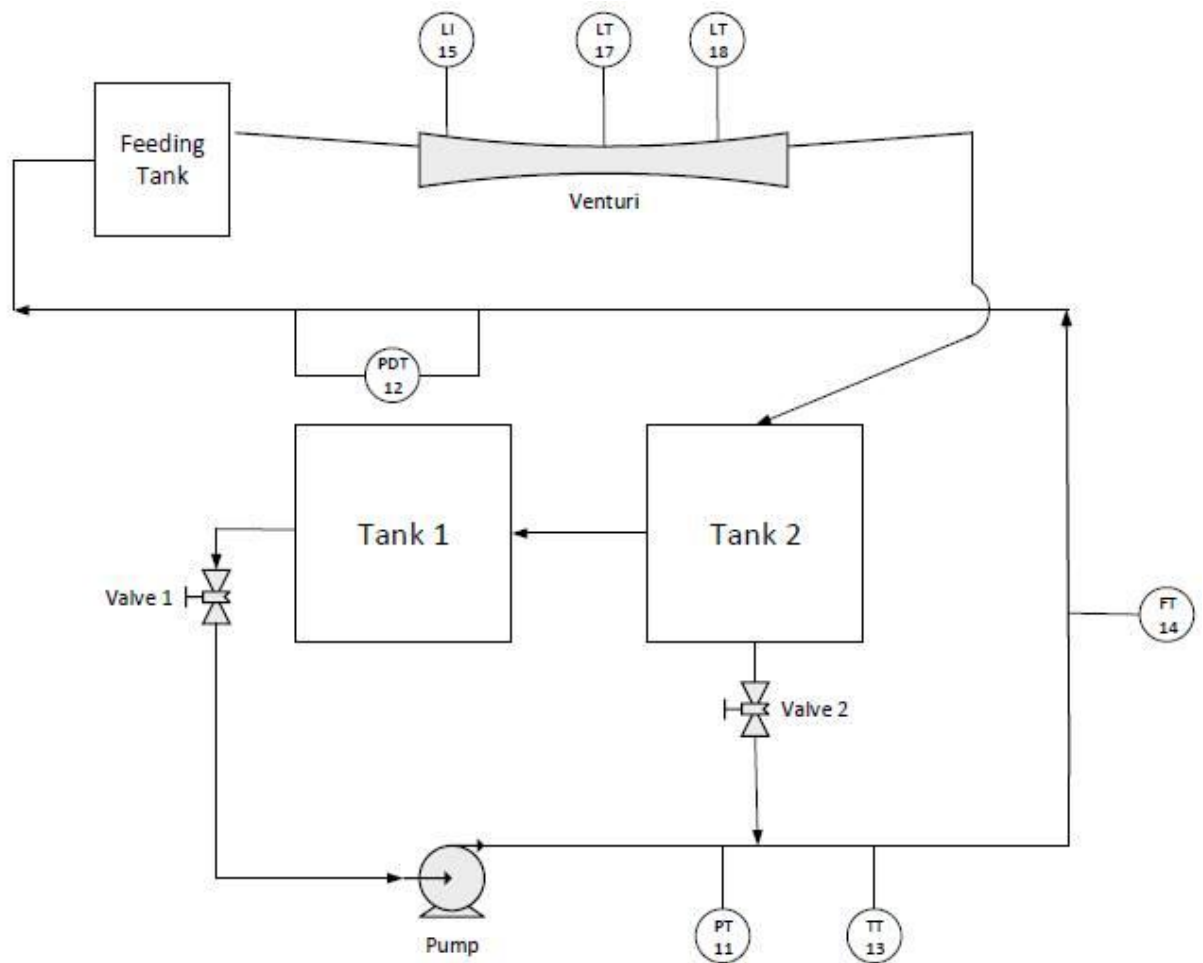 LI
15
LT
17
LT
18
Feeding
Tank
Venturi
PDT
12
Tank 1
Tank 2
Valve 1
FT
14
Valve 2
Pump
PT
11
TT
13